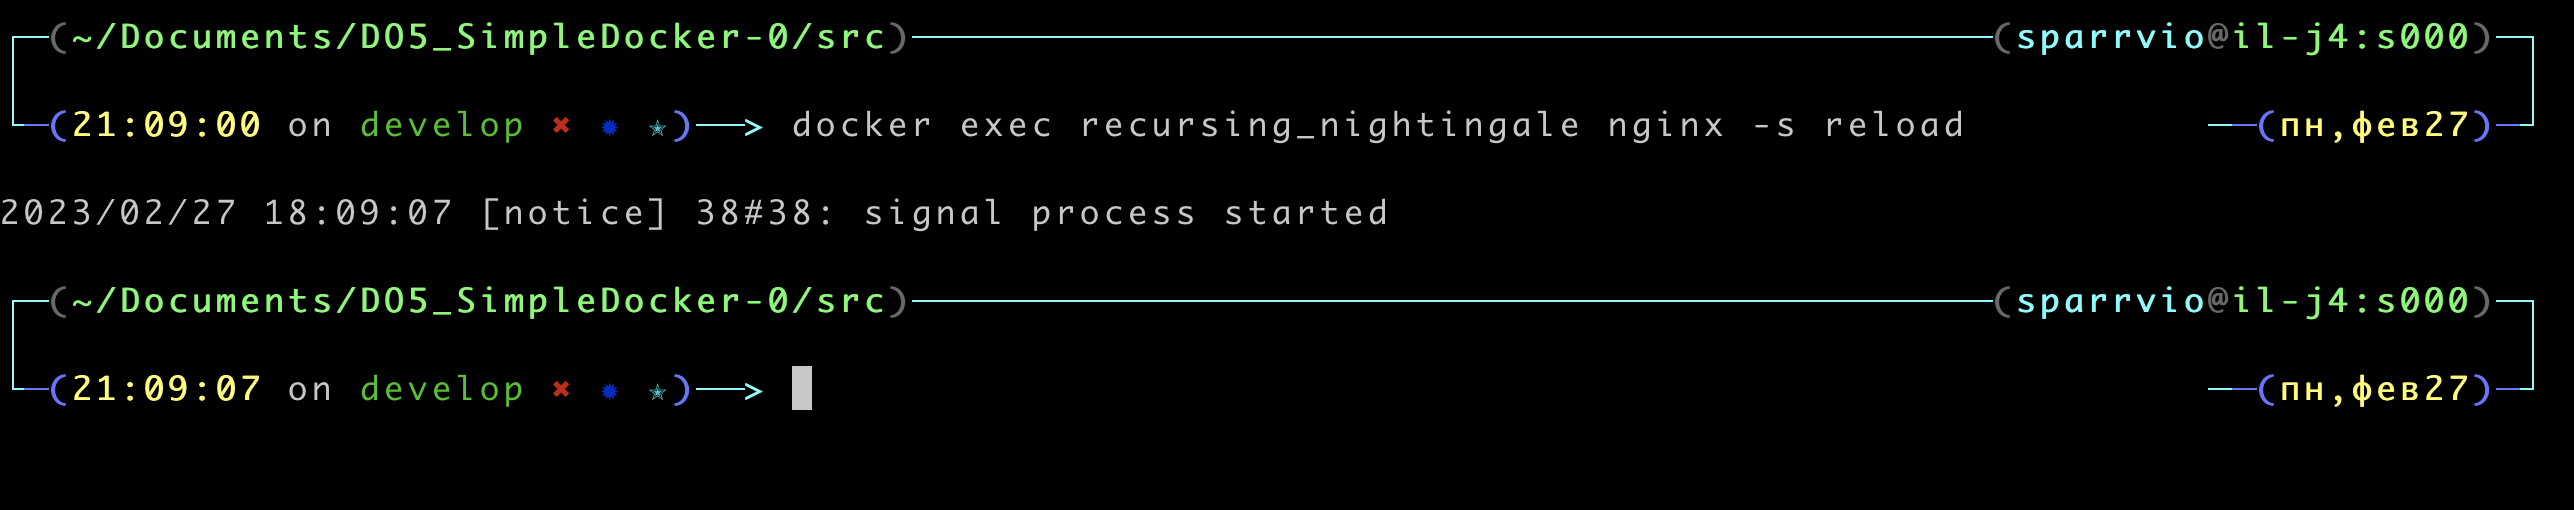 (~/Documents/DO5_SimpleDocker-0/src) (sparrvio@il-j4:s000)
(21:09:00 on develop ✖ ✹ ✭)──> docker exec recursing_nightingale nginx -s reload (пн,фев27)
2023/02/27 18:09:07 [notice] 38#38: signal process started
(~/Documents/DO5_SimpleDocker-0/src) (sparrvio@il-j4:s000)
(21:09:07 on develop ✖ ✹ ✭)──> (пн,фев27)